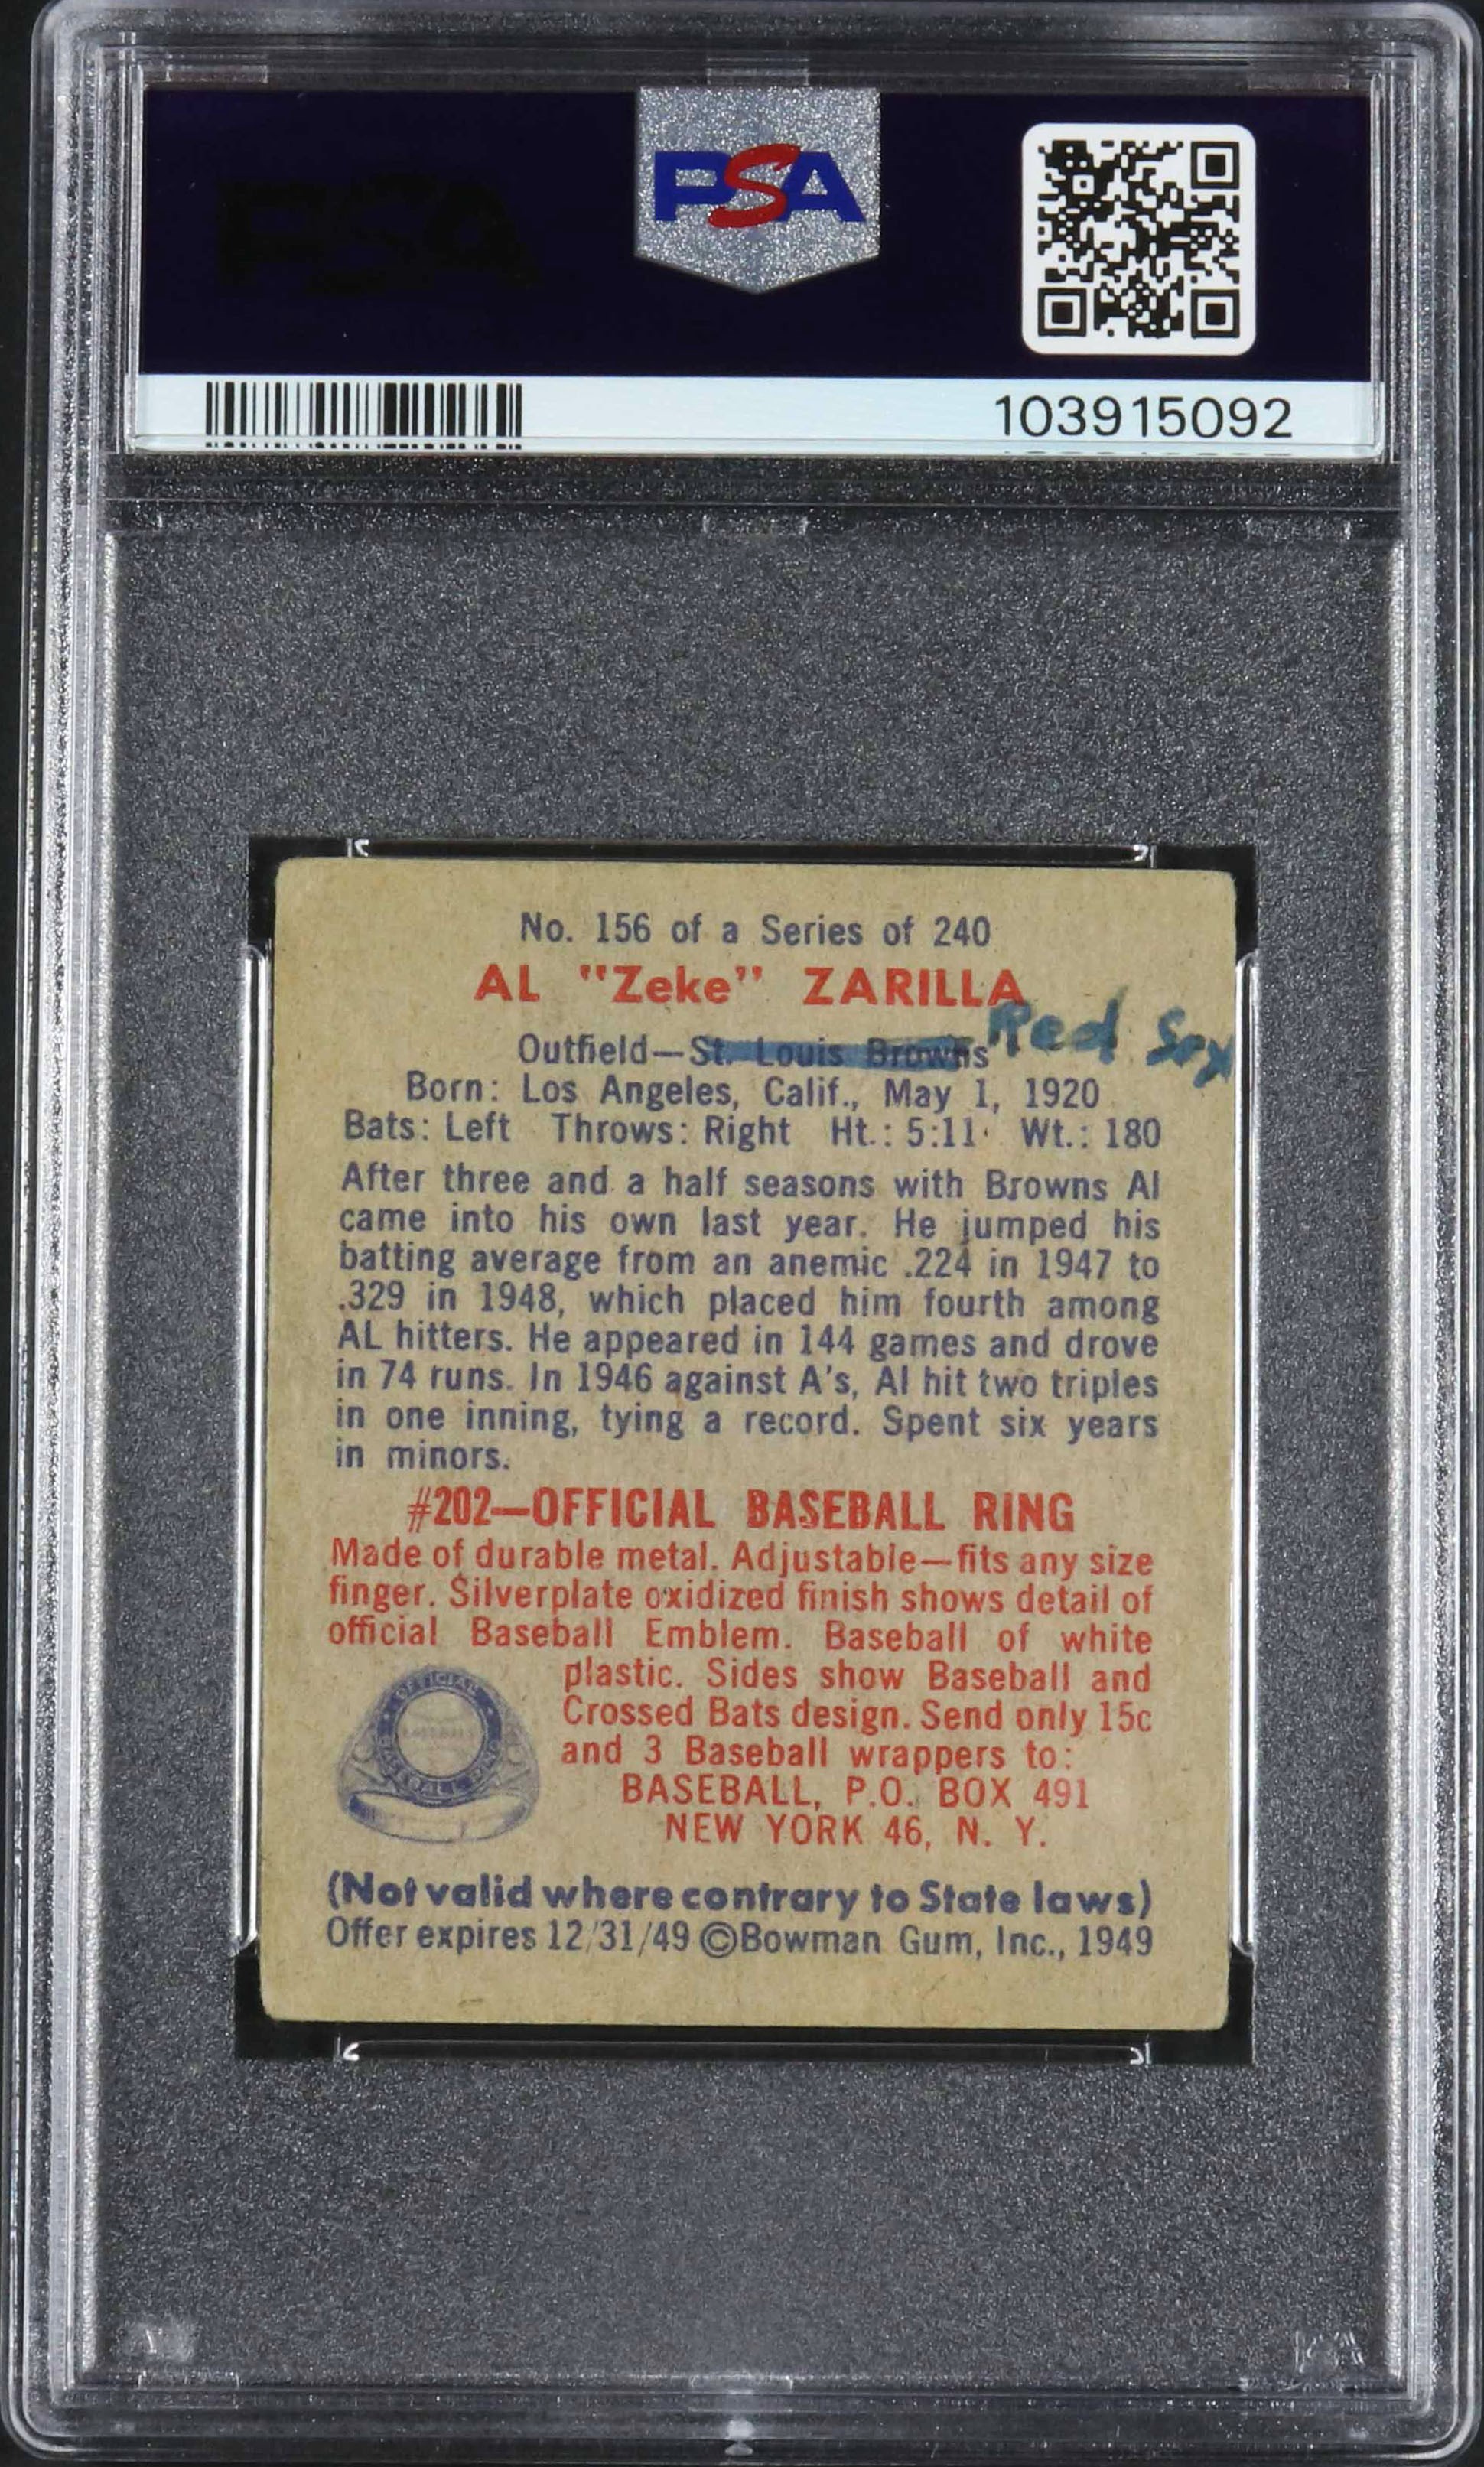 PSA
103915092
No. 156 of a Series of 240
AL "Zeke" ZARILLA
Outfield—St. Louis Browns Red Sox
Born: Los Angeles, Calif., May 1, 1920
Bats: Left Throws: Right Ht.: 5:11 Wt.: 180
After three and a half seasons with Browns Al
came into his own last year. He jumped his
batting average from an anemic .224 in 1947 to
.329 in 1948, which placed him fourth among
AL hitters. He appeared in 144 games and drove
in 74 runs. In 1946 against A's, Al hit two triples
in one inning, tying a record. Spent six years
in minors.
#202—OFFICIAL BASEBALL RING
Made of durable metal. Adjustable—fits any size
finger. Silverplate oxidized finish shows detail of
official Baseball Emblem. Baseball of white
plastic. Sides show Baseball and
Crossed Bats design. Send only 15c
and 3 Baseball wrappers to:
BASEBALL, P.O. BOX 491
NEW YORK 46, N. Y.
OFFICIAL
BASEBALL RING
(Not valid where contrary to State laws)
Offer expires 12/31/49 ©Bowman Gum, Inc., 1949